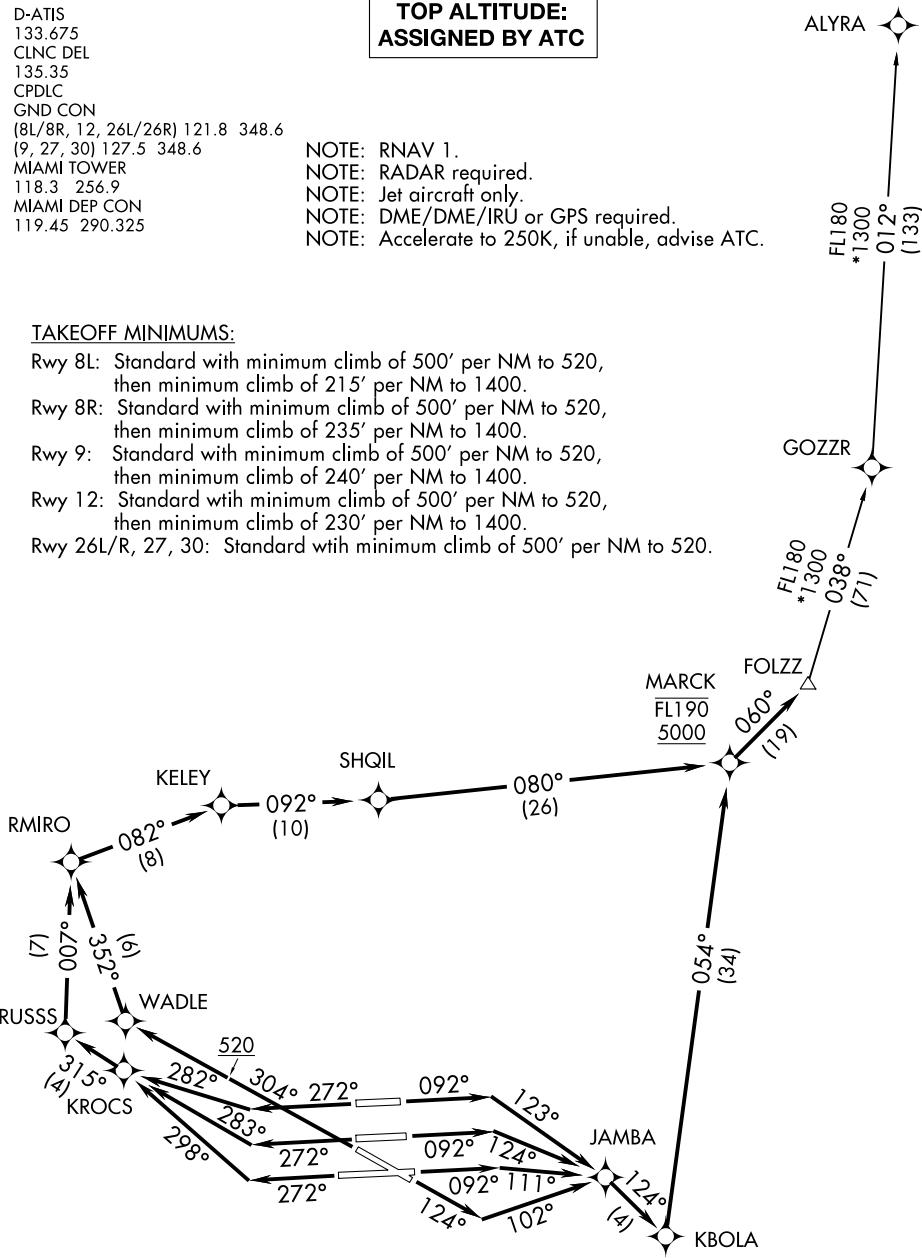 D-ATIS
133.675
CLNC DEL
135.35
CPDLC
GND CON
(8L/8R, 12, 26L/26R) 121.8 348.6
(9, 27, 30) 127.5 348.6
MIAMI TOWER
118.3 256.9
MIAMI DEP CON
119.45 290.325
TOP ALTITUDE:
ASSIGNED BY ATC
NOTE: RNAV 1.
NOTE: RADAR required.
NOTE: Jet aircraft only.
NOTE: DME/DME/IRU or GPS required.
NOTE: Accelerate to 250K, if unable, advise ATC.
ALYRA
FL180
*1300
012°
(133)
TAKEOFF MINIMUMS:
Rwy 8L: Standard with minimum climb of 500' per NM to 520,
then minimum climb of 215' per NM to 1400.
Rwy 8R: Standard with minimum climb of 500' per NM to 520,
then minimum climb of 235' per NM to 1400.
Rwy 9: Standard with minimum climb of 500' per NM to 520,
then minimum climb of 240' per NM to 1400.
Rwy 12: Standard wtih minimum climb of 500' per NM to 520,
then minimum climb of 230' per NM to 1400.
Rwy 26L/R, 27, 30: Standard wtih minimum climb of 500' per NM to 520.
GOZZR
FL180
*1300
038°
(71)
FOLZZ
MARCK
FL190
5000
060°
(19)
SHQIL
080°
(26)
KELEY
092°
(10)
RMIRO
082°
(8)
(7)
007°
352°
(6)
054°
(34)
WADLE
RUSSS
315°
(4)
KROCS
520
304°
282°
272°
092°
123°
283°
272°
092°
124°
298°
272°
092°
111°
124°
102°
JAMBA
124°
(4)
KBOLA